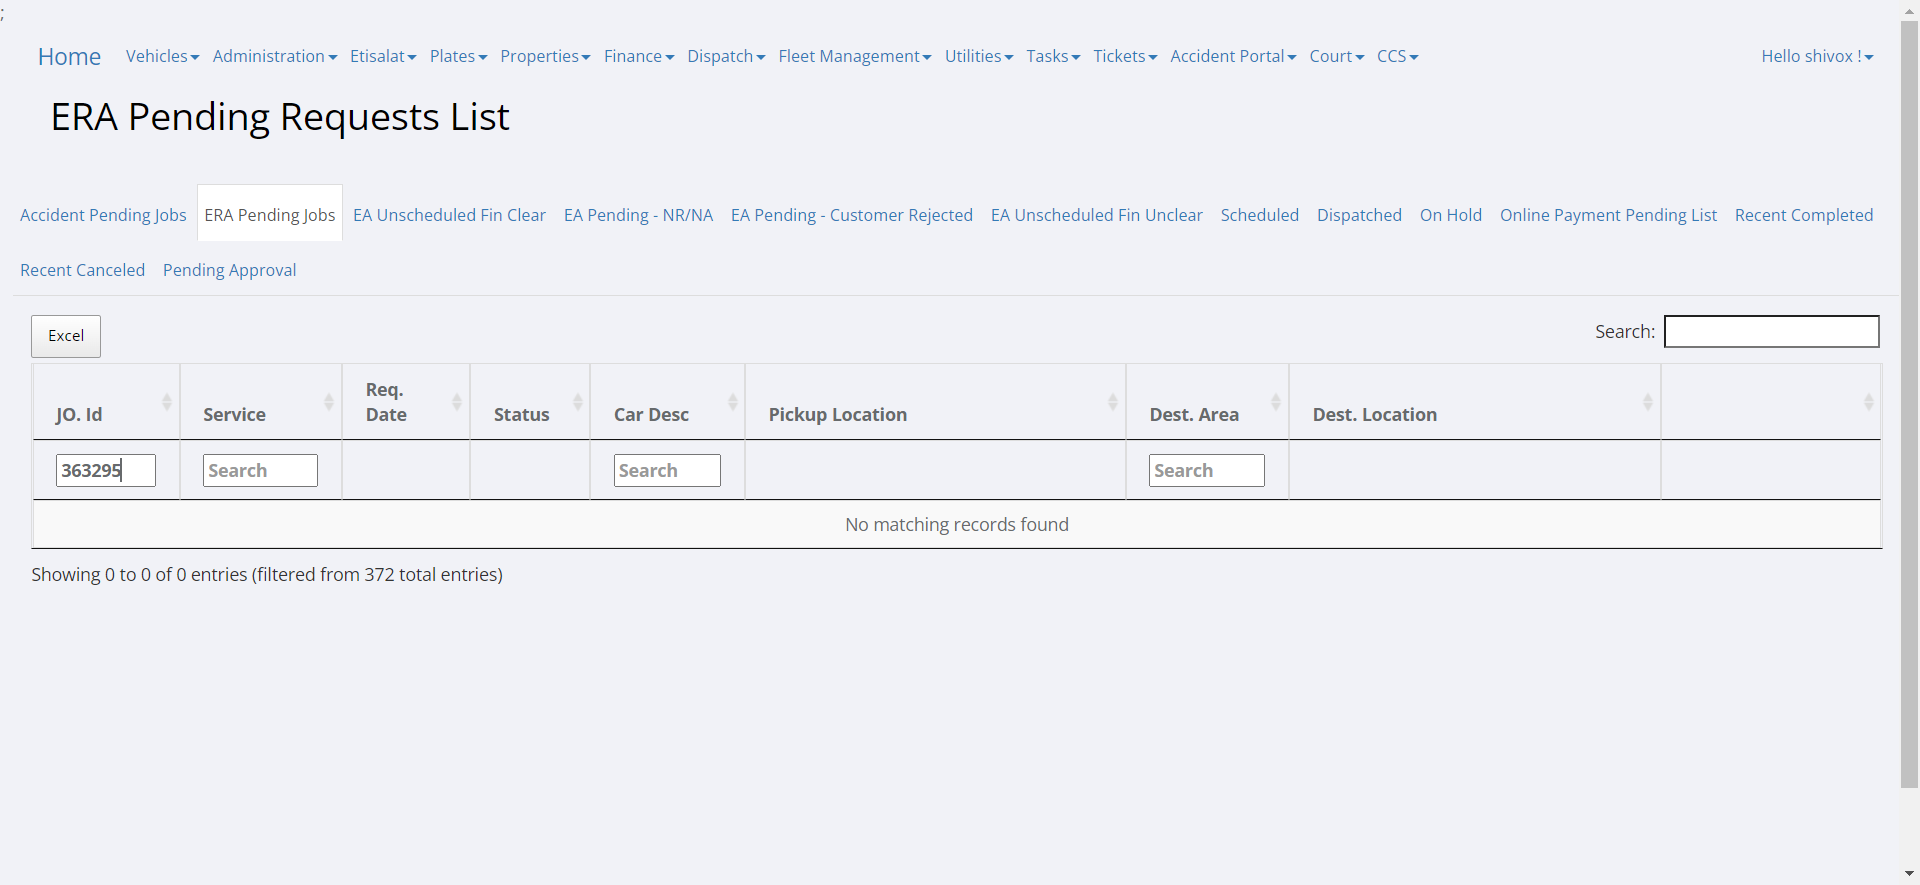 ;
Home Vehicles Administration Etisalat Plates Properties Finance Dispatch Fleet Management Utilities Tasks Tickets Accident Portal Court CCS Hello shivox !
ERA Pending Requests List
Accident Pending Jobs ERA Pending Jobs EA Unscheduled Fin Clear EA Pending - NR/NA EA Pending - Customer Rejected EA Unscheduled Fin Unclear Scheduled Dispatched On Hold Online Payment Pending List Recent Completed
Recent Canceled Pending Approval
Excel Search:
JO. Id Service Req. Date Status Car Desc Pickup Location Dest. Area Dest. Location
363295 Search Search Search
No matching records found
Showing 0 to 0 of 0 entries (filtered from 372 total entries)